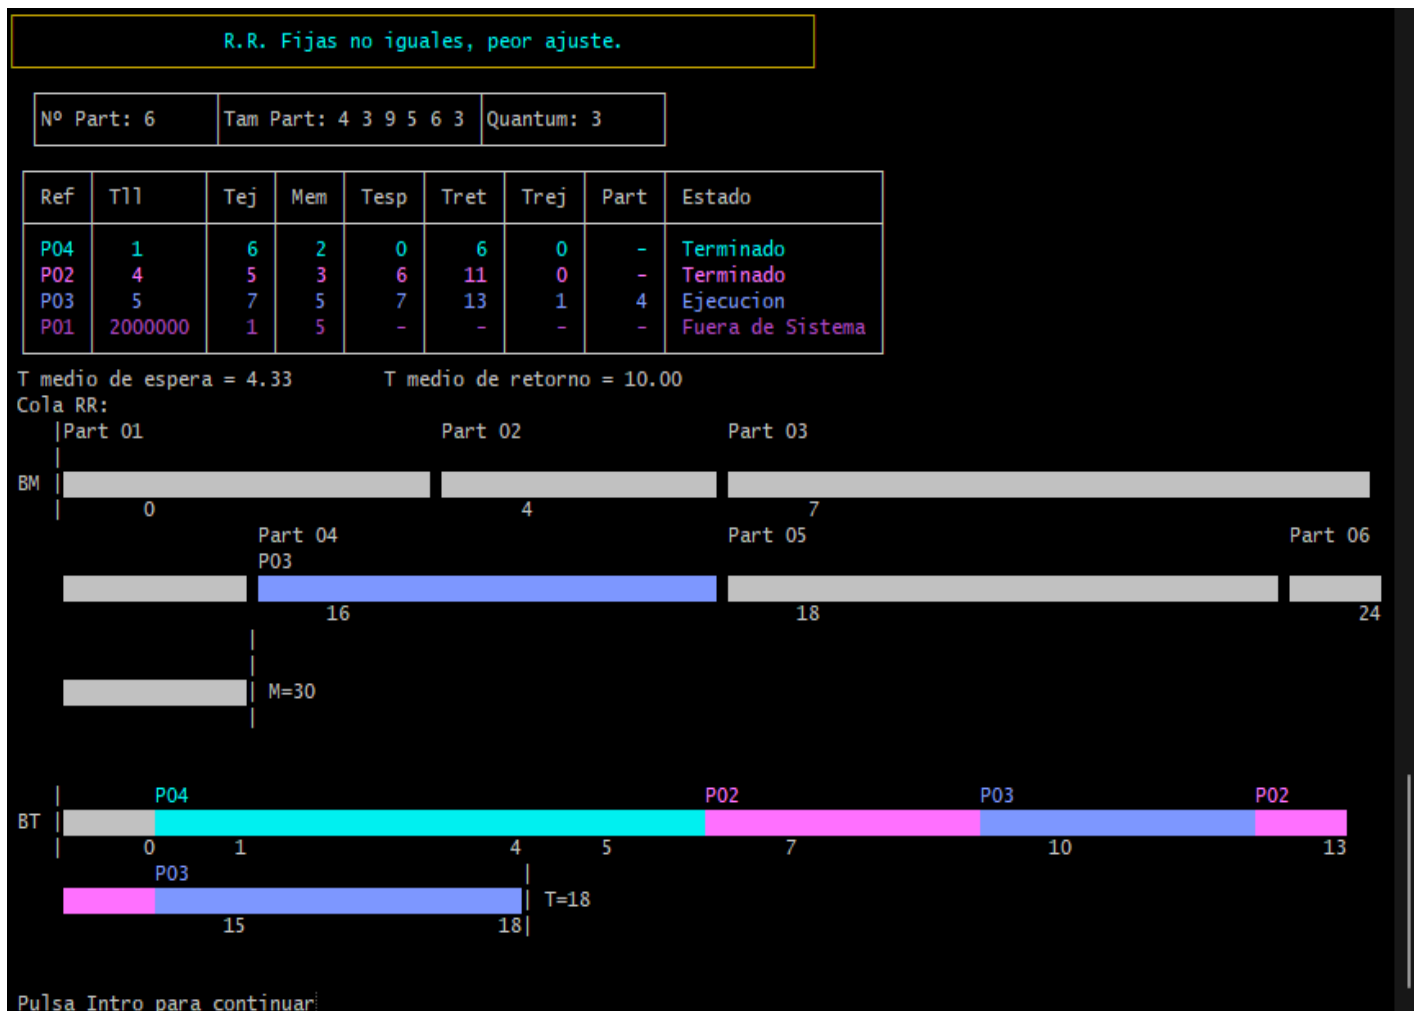 R.R. Fijas no iguales, peor ajuste.
Nº Part: 6 Tam Part: 4 3 9 5 6 3 Quantum: 3
Ref Tll Tej Mem Tesp Tret Trej Part Estado
P04 1 6 2 0 6 0 - Terminado
P02 4 5 3 6 11 0 - Terminado
P03 5 7 5 7 13 1 4 Ejecucion
P01 2000000 1 5 - - - - Fuera de Sistema
T medio de espera = 4.33 T medio de retorno = 10.00
Cola RR:
|Part 01 Part 02 Part 03
BM
0 4 7
Part 04 Part 05 Part 06
P03
16 18 24
M=30
P04 P02 P03 P02
BT
0 1 4 5 7 10 13
P03
T=18
15 18
Pulsa Intro para continuar